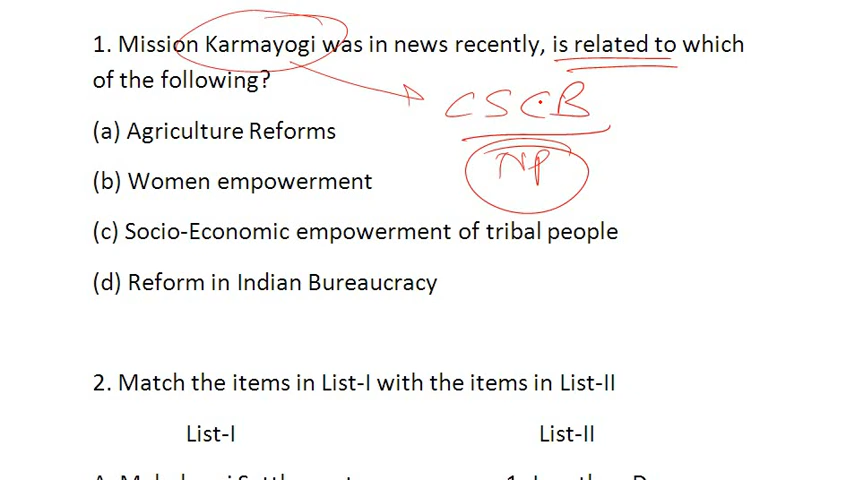 1. Mission Karmayogi was in news recently, is related to which
of the following?
CSCB
(a) Agriculture Reforms
NP
(b) Women empowerment
(c) Socio-Economic empowerment of tribal people
(d) Reform in Indian Bureaucracy
2. Match the items in List-I with the items in List-II
List-I List-II